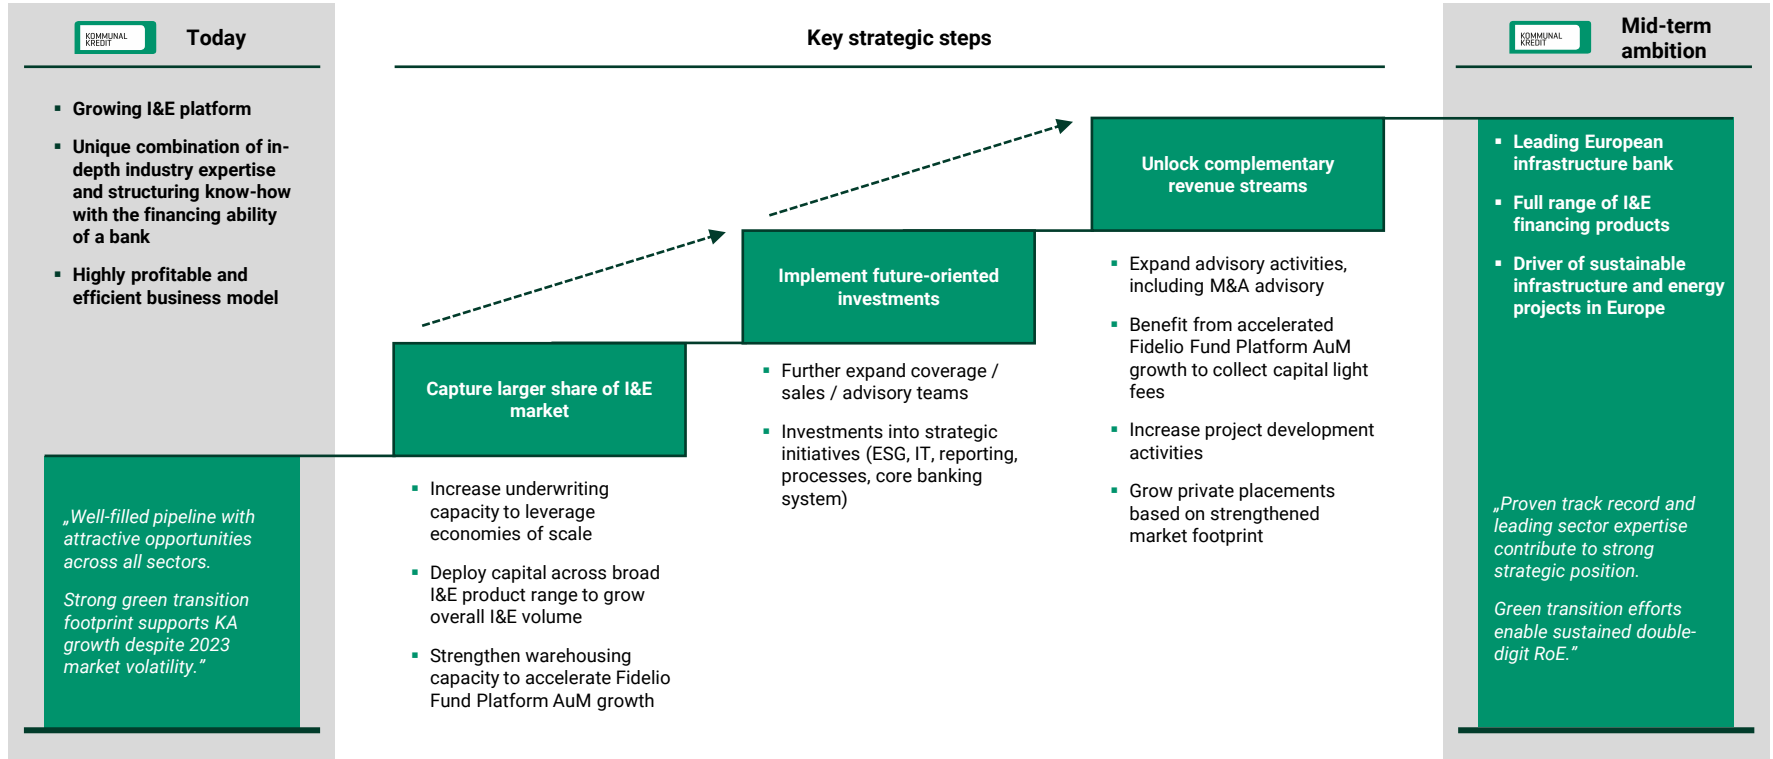 KOMMUNAL
KREDIT
Today
Growing I&E platform
Unique combination of in-
depth industry expertise
and structuring know-how
with the financing ability
of a bank
Highly profitable and
efficient business model
„Well-filled pipeline with
attractive opportunities
across all sectors.
Strong green transition
footprint supports KA
growth despite 2023
market volatility.”
Key strategic steps
Capture larger share of I&E
market
Increase underwriting
capacity to leverage
economies of scale
Deploy capital across broad
I&E product range to grow
overall I&E volume
Strengthen warehousing
capacity to accelerate Fidelio
Fund Platform AuM growth
Implement future-oriented
investments
Further expand coverage /
sales / advisory teams
Investments into strategic
initiatives (ESG, IT, reporting,
processes, core banking
system)
Unlock complementary
revenue streams
Expand advisory activities,
including M&A advisory
Benefit from accelerated
Fidelio Fund Platform AuM
growth to collect capital light
fees
Increase project development
activities
Grow private placements
based on strengthened
market footprint
KOMMUNAL
KREDIT
Mid-term
ambition
Leading European
infrastructure bank
Full range of I&E
financing products
Driver of sustainable
infrastructure and energy
projects in Europe
„Proven track record and
leading sector expertise
contribute to strong
strategic position.
Green transition efforts
enable sustained double-
digit RoE.”